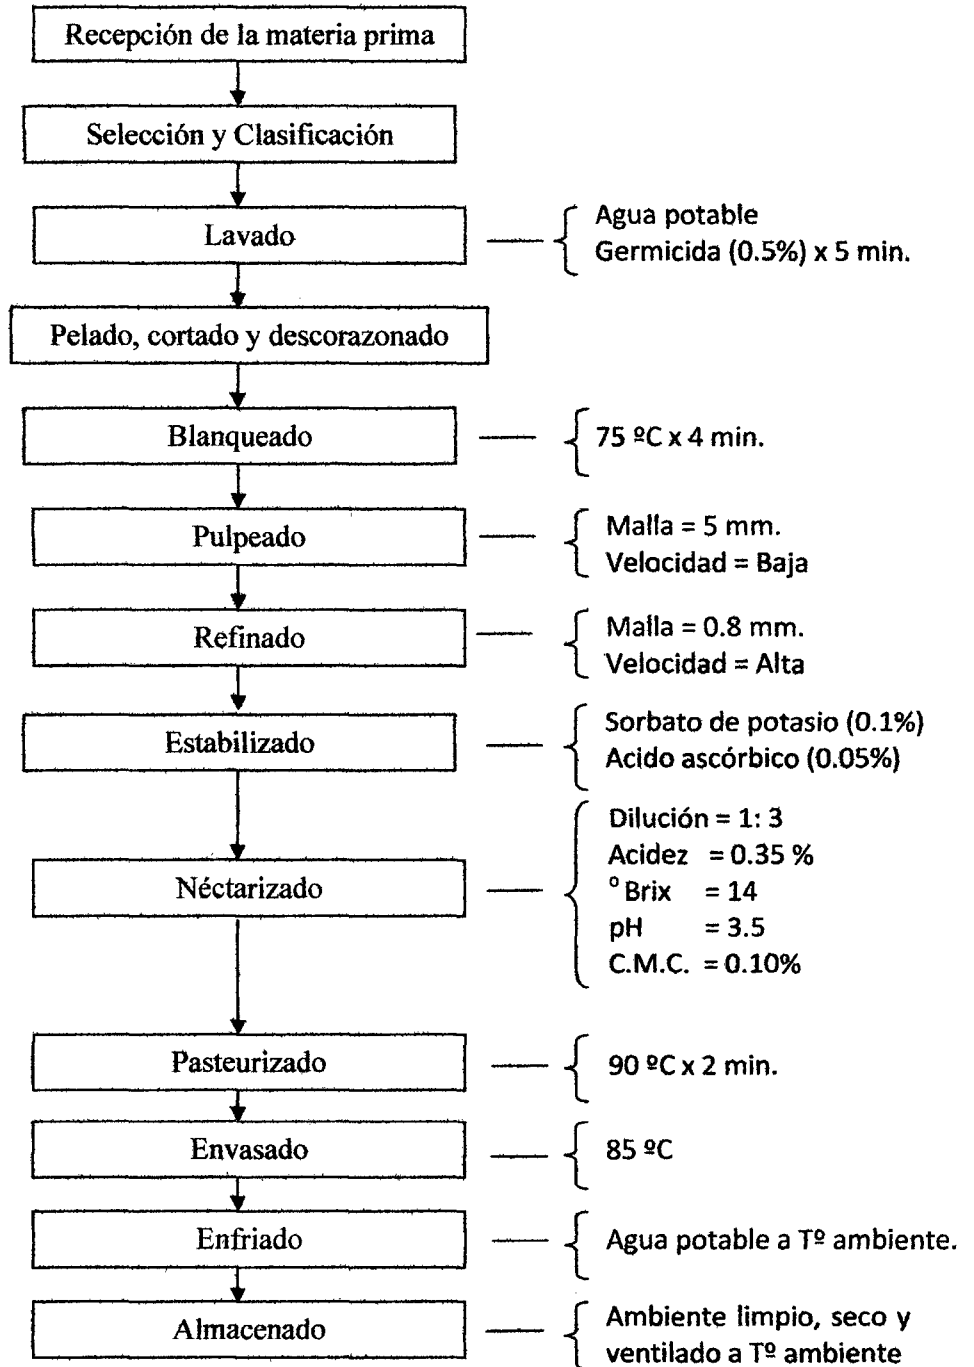 Recepción de la materia prima
Selección y Clasificación
Lavado
Agua potable
Germicida (0.5%) x 5 min.
Pelado, cortado y descorazonado
Blanqueado
75 ºC x 4 min.
Pulpeado
Malla = 5 mm.
Velocidad = Baja
Refinado
Malla = 0.8 mm.
Velocidad = Alta
Estabilizado
Sorbato de potasio (0.1%)
Acido ascórbico (0.05%)
Néctarizado
Dilución = 1: 3
Acidez = 0.35 %
° Brix = 14
pH = 3.5
C.M.C. = 0.10%
Pasteurizado
90 ºC x 2 min.
Envasado
85 ºC
Enfriado
Agua potable a Tº ambiente.
Almacenado
Ambiente limpio, seco y
ventilado a Tº ambiente